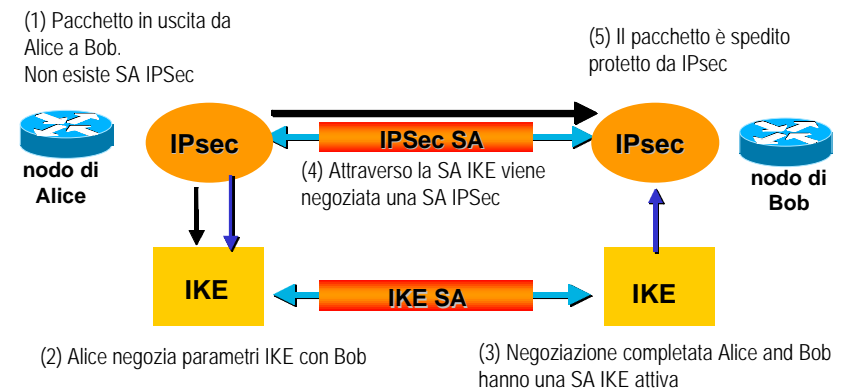 (1) Pacchetto in uscita da
Alice a Bob.
Non esiste SA IPSec
(5) Il pacchetto è spedito
protetto da IPsec
IPsec
IPSec SA
IPsec
nodo di
Alice
(4) Attraverso la SA IKE viene
negoziata una SA IPSec
nodo di
Bob
IKE
IKE SA
IKE
(2) Alice negozia parametri IKE con Bob
(3) Negoziazione completata Alice and Bob
hanno una SA IKE attiva